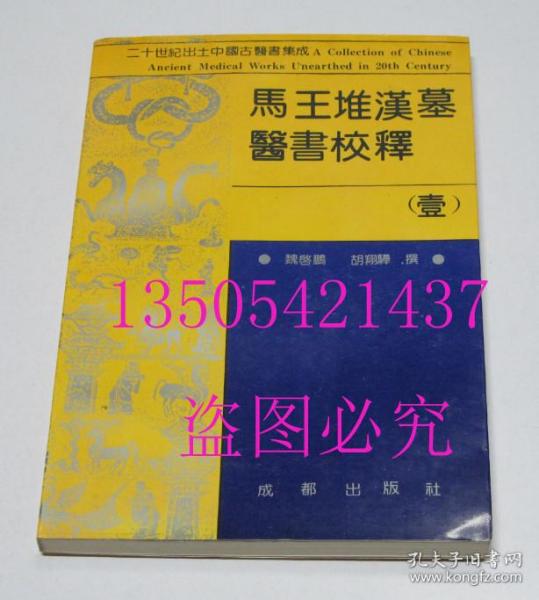 二十世紀出土中國古醫書集成 A Collection of Chinese
Ancient Medical Works Unearthed in 20th Century
馬王堆漢墓
醫書校釋
(壹)
● 魏啓鵬 胡翔驊 .撰 ●
13505421437
盗图必究
成都出版社
孔夫子旧书网
www.kongfz.com